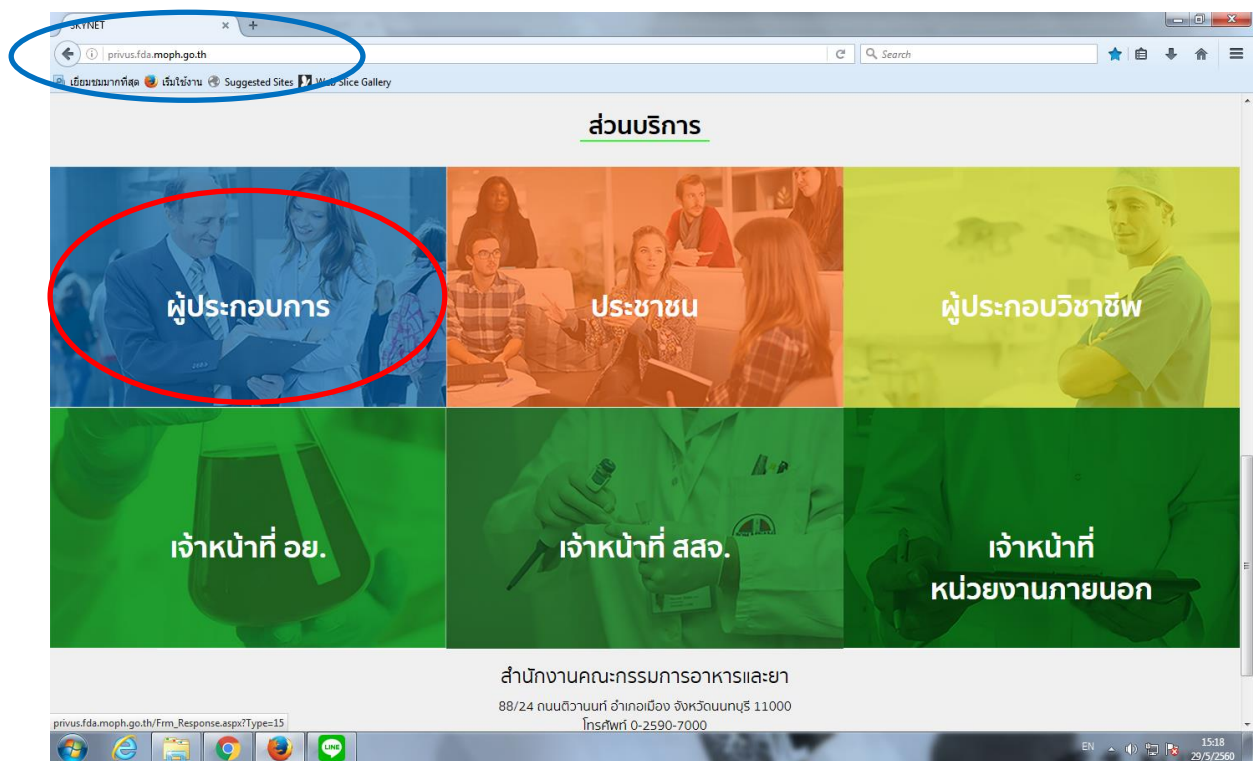 SKYNET
privus.fda.moph.go.th
Search
เยี่ยมชมมากที่สุด เริ่มใช้งาน Suggested Sites Web Slice Gallery
ส่วนบริการ
ผู้ประกอบการ
ประชาชน
ผู้ประกอบวิชาชีพ
เจ้าหน้าที่ อย.
เจ้าหน้าที่ สสจ.
เจ้าหน้าที่
หน่วยงานภายนอก
สำนักงานคณะกรรมการอาหารและยา
88/24 ถนนติวานนท์ อำเภอเมือง จังหวัดนนทบุรี 11000
โทรศัพท์ 0-2590-7000
privus.fda.moph.go.th/Frm_Response.aspx?Type=15
LINE
EN
15:18
29/5/2560